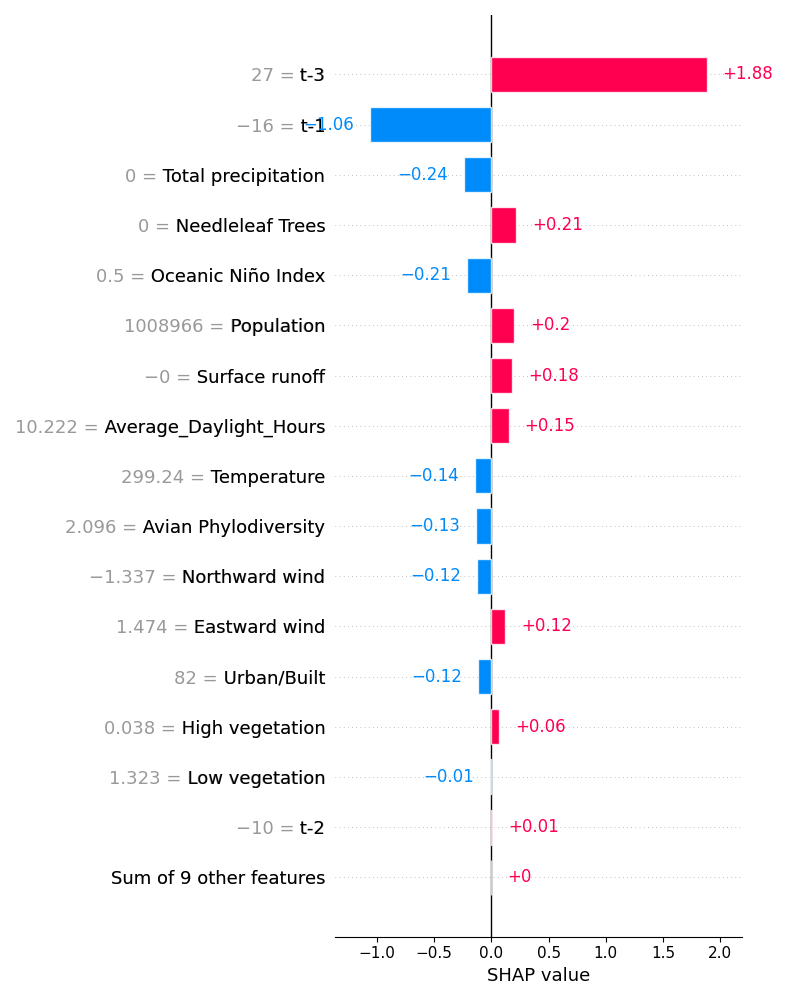 27 = t-3
+1.88
−16 = t-1
−1.06
0 = Total precipitation
−0.24
0 = Needleleaf Trees
+0.21
0.5 = Oceanic Niño Index
−0.21
1008966 = Population
+0.2
−0 = Surface runoff
+0.18
10.222 = Average_Daylight_Hours
+0.15
299.24 = Temperature
−0.14
2.096 = Avian Phylodiversity
−0.13
−1.337 = Northward wind
−0.12
1.474 = Eastward wind
+0.12
82 = Urban/Built
−0.12
0.038 = High vegetation
+0.06
1.323 = Low vegetation
−0.01
−10 = t-2
+0.01
Sum of 9 other features
+0
−1.0 −0.5 0.0 0.5 1.0 1.5 2.0
SHAP value